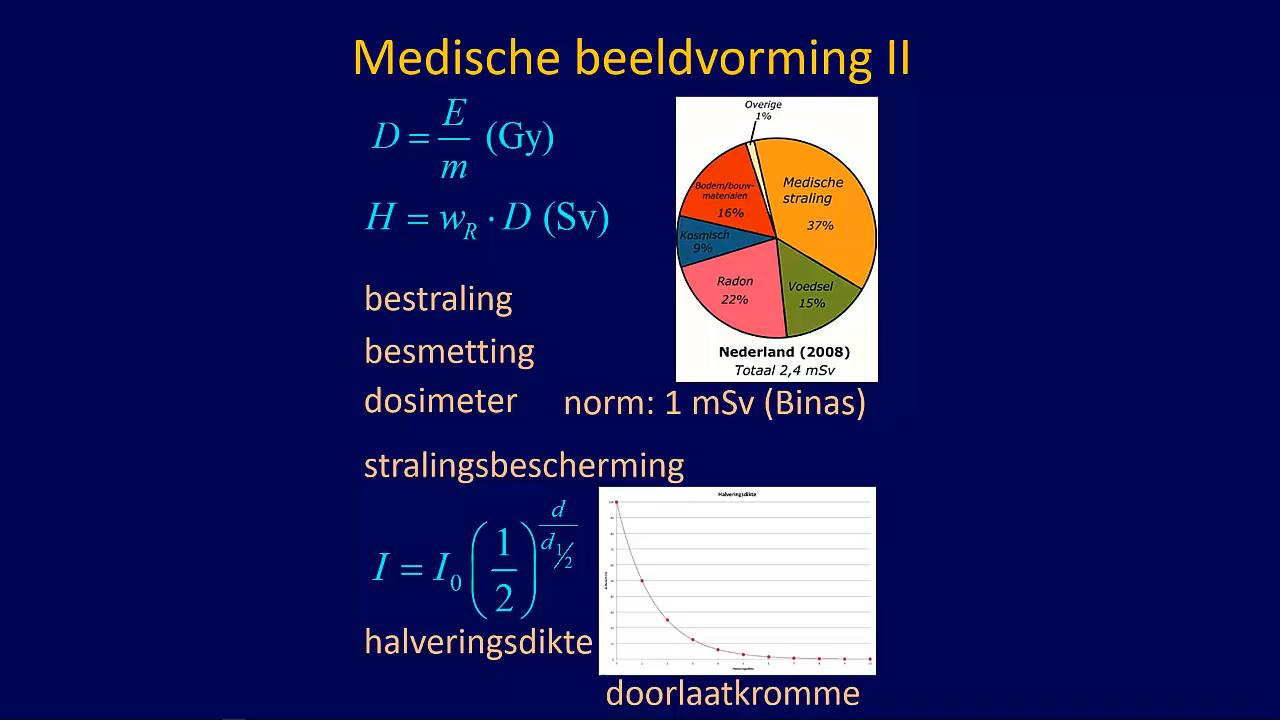 Medische beeldvorming II
D = E/m (Gy)
H = w_R · D (Sv)
Overige
1%
Medische
straling
37%
Bodem/bouw-
materialen
16%
Kosmisch
9%
Radon
22%
Voedsel
15%
Nederland (2008)
Totaal 2,4 mSv
bestraling
besmetting
dosimeter
norm: 1 mSv (Binas)
stralingsbescherming
I = I_0 (1/2)^(d/d_½)
Halveringsdikte
halveringsdikte
doorlaatkromme